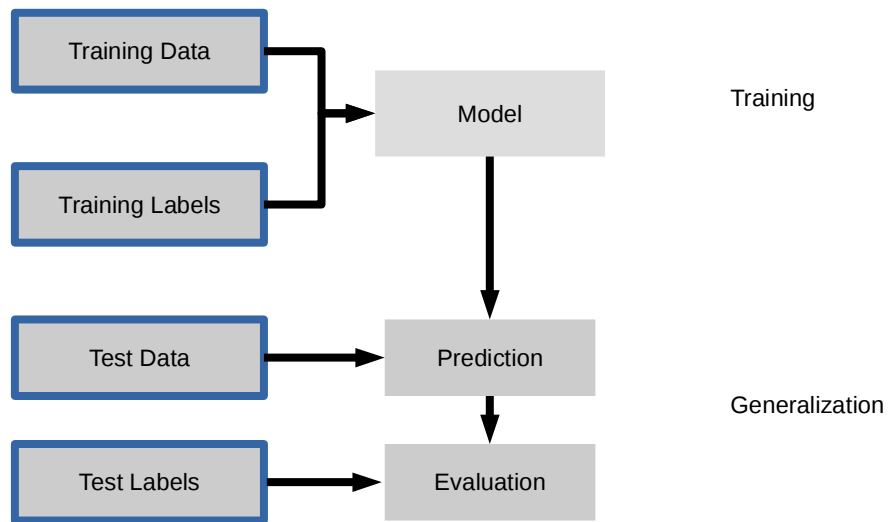 Training Data
Model
Training
Training Labels
Test Data
Prediction
Generalization
Test Labels
Evaluation